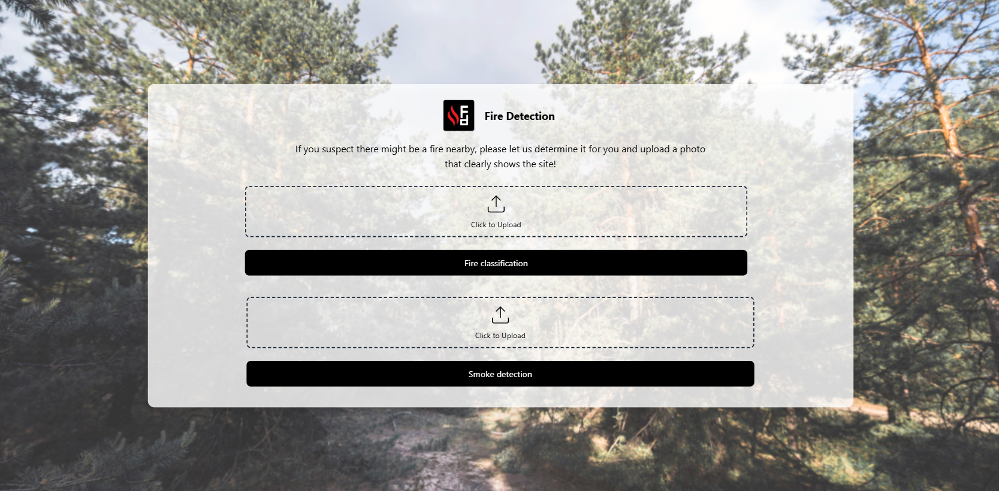 Fd
Fire Detection
If you suspect there might be a fire nearby, please let us determine it for you and upload a photo
that clearly shows the site!
Click to Upload
Fire classification
Click to Upload
Smoke detection